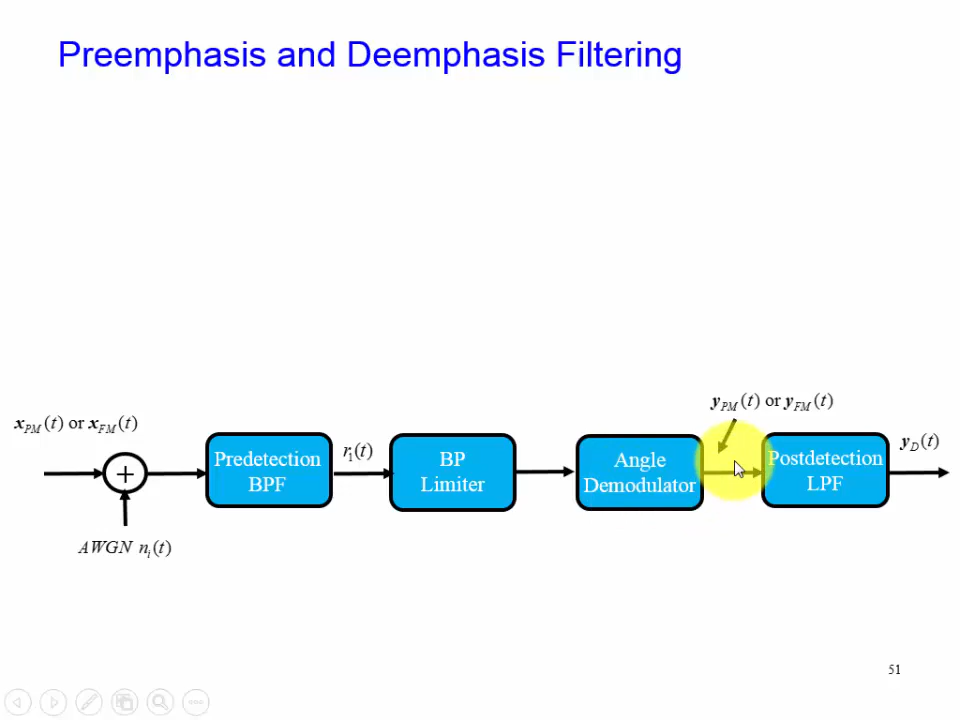 Preemphasis and Deemphasis Filtering
x_PM(t) or x_FM(t)
+
AWGN n_i(t)
Predetection
BPF
r_1(t)
BP
Limiter
Angle
Demodulator
y_PM(t) or y_FM(t)
Postdetection
LPF
y_D(t)
51